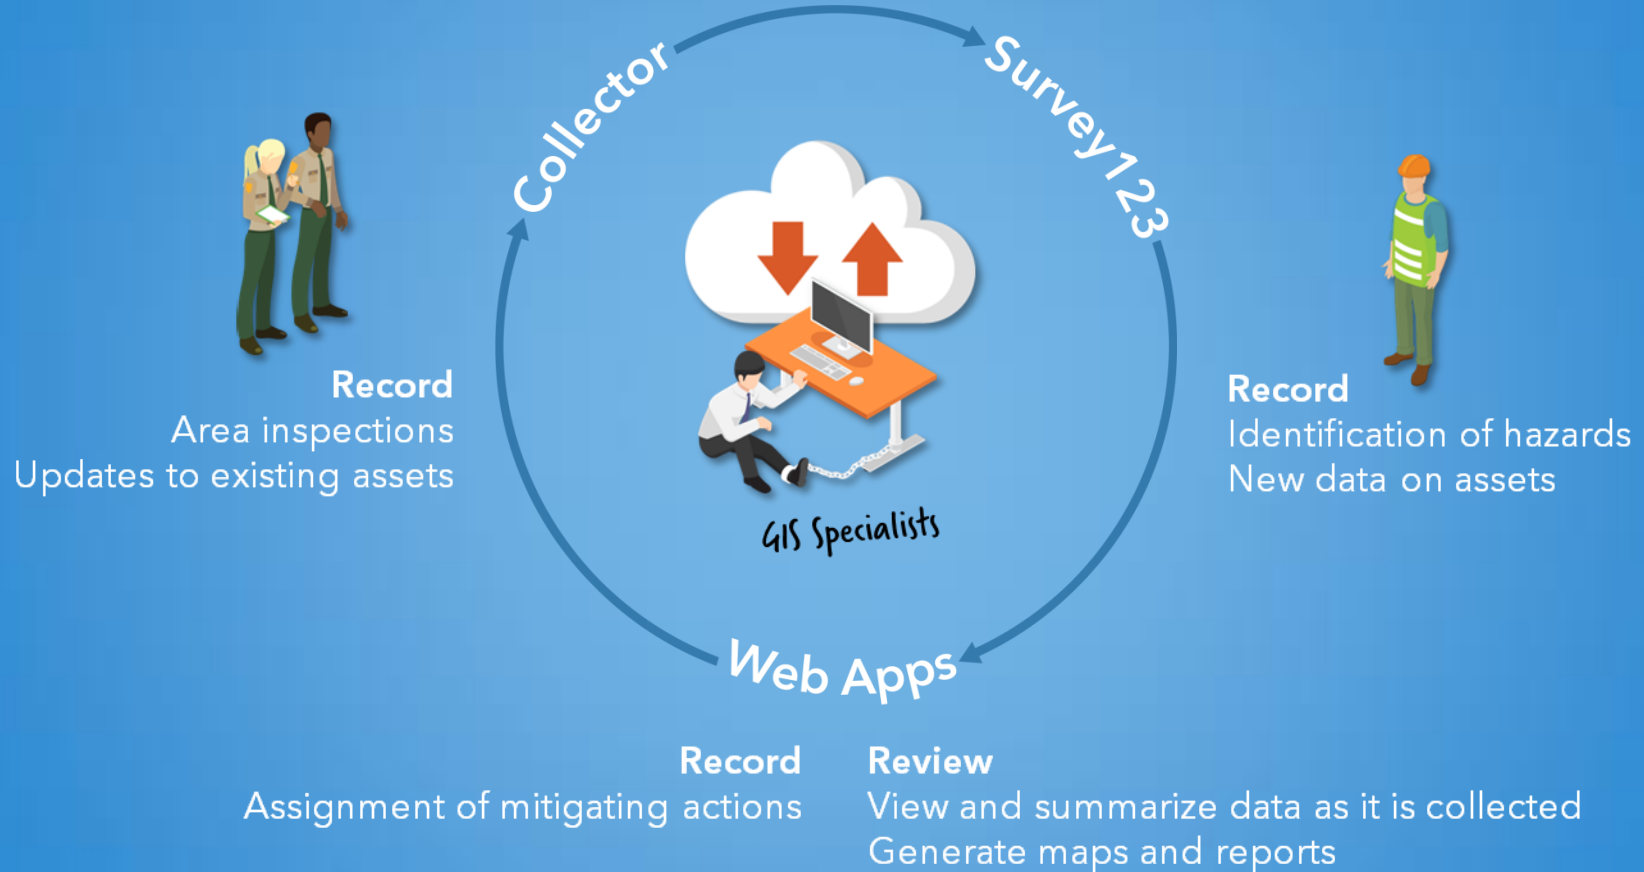 Collector
Survey123
Record
Area inspections
Updates to existing assets
Record
Identification of hazards
New data on assets
GIS Specialists
Web Apps
Record
Assignment of mitigating actions
Review
View and summarize data as it is collected
Generate maps and reports